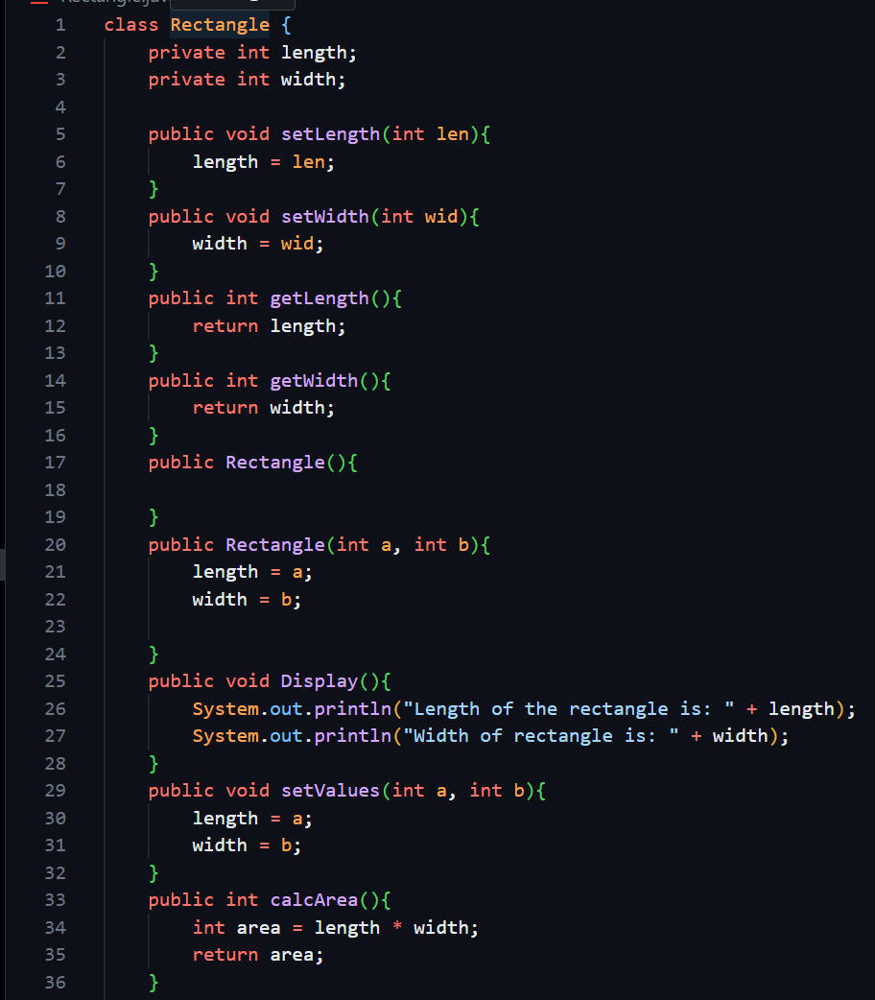 1 class Rectangle {
2     private int length;
3     private int width;
4
5     public void setLength(int len){
6         length = len;
7     }
8     public void setWidth(int wid){
9         width = wid;
10     }
11     public int getLength(){
12         return length;
13     }
14     public int getWidth(){
15         return width;
16     }
17     public Rectangle(){
18
19     }
20     public Rectangle(int a, int b){
21         length = a;
22         width = b;
23
24     }
25     public void Display(){
26         System.out.println("Length of the rectangle is: " + length);
27         System.out.println("Width of rectangle is: " + width);
28     }
29     public void setValues(int a, int b){
30         length = a;
31         width = b;
32     }
33     public int calcArea(){
34         int area = length * width;
35         return area;
36     }